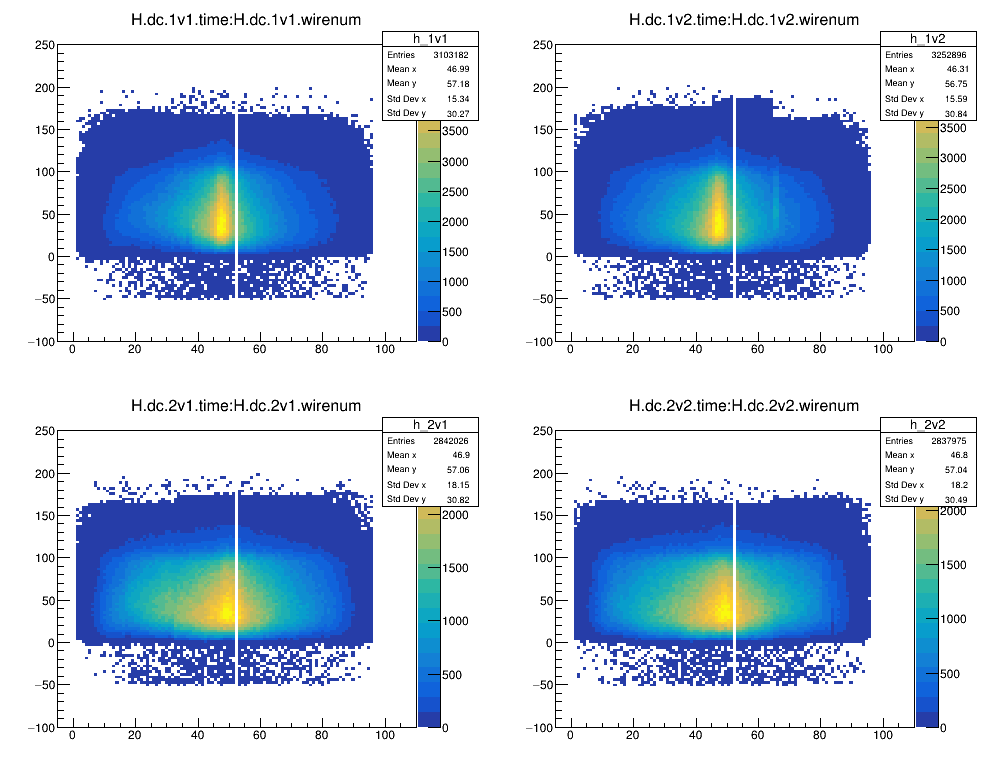 H.dc.1v1.time:H.dc.1v1.wirenum
h_1v1
Entries 3103182
Mean x 46.99
Mean y 57.18
Std Dev x 15.34
Std Dev y 30.27
250
200
150
100
50
0
−50
−100
0 20 40 60 80 100
3500
3000
2500
2000
1500
1000
500
0
H.dc.1v2.time:H.dc.1v2.wirenum
h_1v2
Entries 3252896
Mean x 46.31
Mean y 56.75
Std Dev x 15.59
Std Dev y 30.84
250
200
150
100
50
0
−50
−100
0 20 40 60 80 100
3500
3000
2500
2000
1500
1000
500
0
H.dc.2v1.time:H.dc.2v1.wirenum
h_2v1
Entries 2842026
Mean x 46.9
Mean y 57.06
Std Dev x 18.15
Std Dev y 30.82
250
200
150
100
50
0
−50
−100
0 20 40 60 80 100
2000
1500
1000
500
0
H.dc.2v2.time:H.dc.2v2.wirenum
h_2v2
Entries 2837975
Mean x 46.8
Mean y 57.04
Std Dev x 18.2
Std Dev y 30.49
250
200
150
100
50
0
−50
−100
0 20 40 60 80 100
2000
1500
1000
500
0